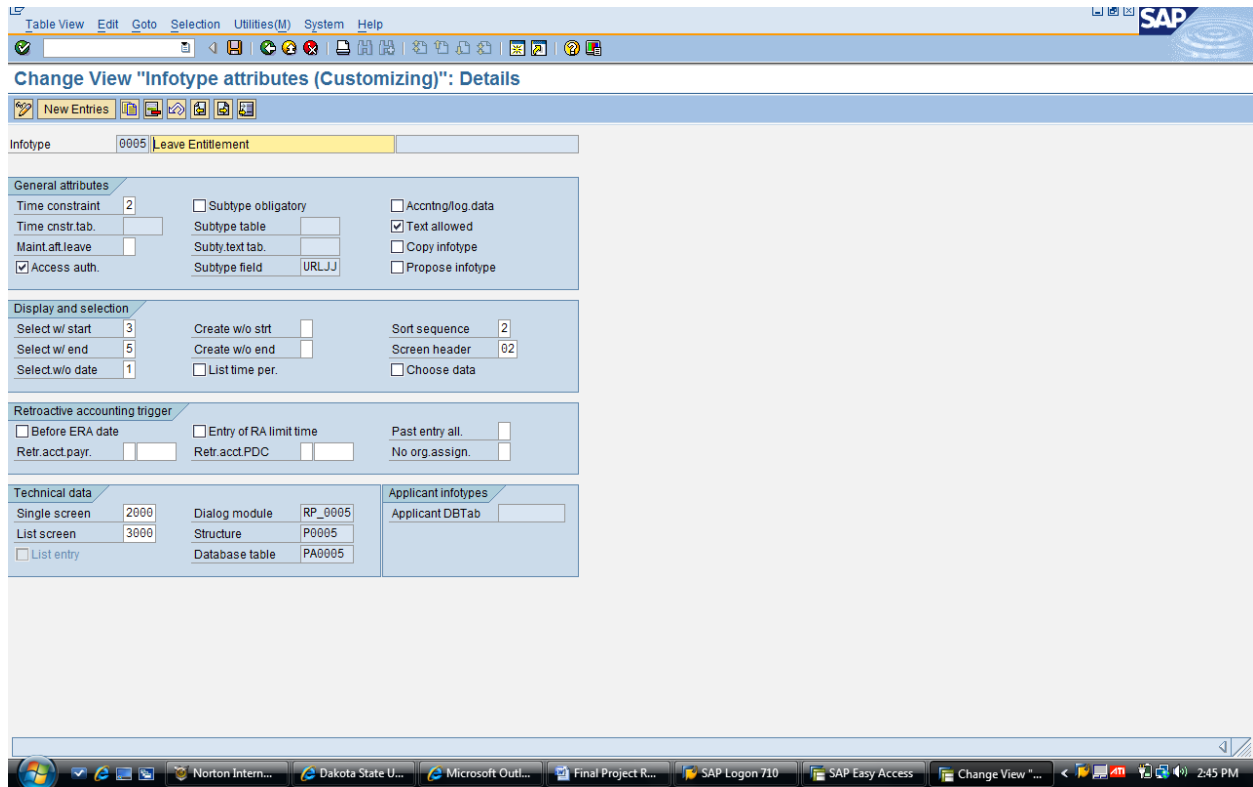 Table View Edit Goto Selection Utilities(M) System Help
SAP
Change View "Infotype attributes (Customizing)": Details
New Entries
Infotype 0005 Leave Entitlement
General attributes
Time constraint 2 Subtype obligatory Accntng/log.data
Time cnstr.tab. Subtype table Text allowed
Maint.aft.leave Subty.text tab. Copy infotype
Access auth. Subtype field URLJJ Propose infotype
Display and selection
Select w/ start 3 Create w/o strt Sort sequence 2
Select w/ end 5 Create w/o end Screen header 02
Select.w/o date 1 List time per. Choose data
Retroactive accounting trigger
Before ERA date Entry of RA limit time Past entry all.
Retr.acct.payr. Retr.acct.PDC No org.assign.
Technical data Applicant infotypes
Single screen 2000 Dialog module RP_0005 Applicant DBTab
List screen 3000 Structure P0005
List entry Database table PA0005
Norton Intern... Dakota State U... Microsoft Outl... Final Project R... SAP Logon 710 SAP Easy Access Change View "... ATI 2:45 PM